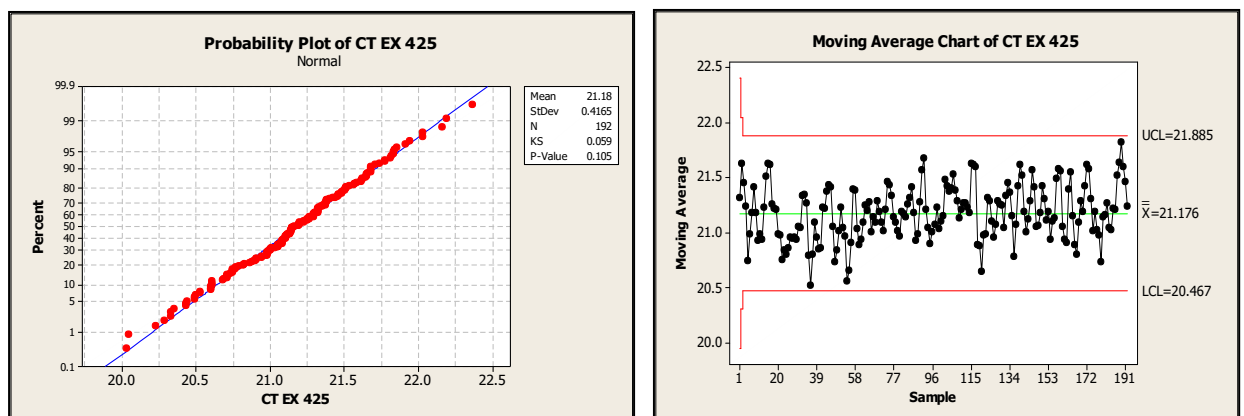 Probability Plot of CT EX 425
Normal
99.9
99
95
90
80
70
60
50
40
30
20
10
5
1
0.1
Percent
20.0 20.5 21.0 21.5 22.0 22.5
CT EX 425
Mean 21.18
StDev 0.4165
N 192
KS 0.059
P-Value 0.105
Moving Average Chart of CT EX 425
22.5
22.0
21.5
21.0
20.5
20.0
Moving Average
1 20 39 58 77 96 115 134 153 172 191
Sample
UCL=21.885
X=21.176
LCL=20.467